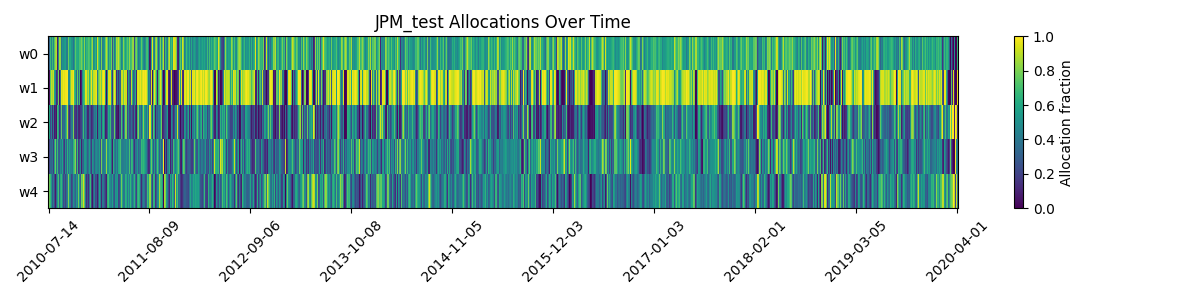 JPM_test Allocations Over Time
w0
w1
w2
w3
w4
2010-07-14
2011-08-09
2012-09-06
2013-10-08
2014-11-05
2015-12-03
2017-01-03
2018-02-01
2019-03-05
2020-04-01
1.0
0.8
0.6
0.4
0.2
0.0
Allocation fraction